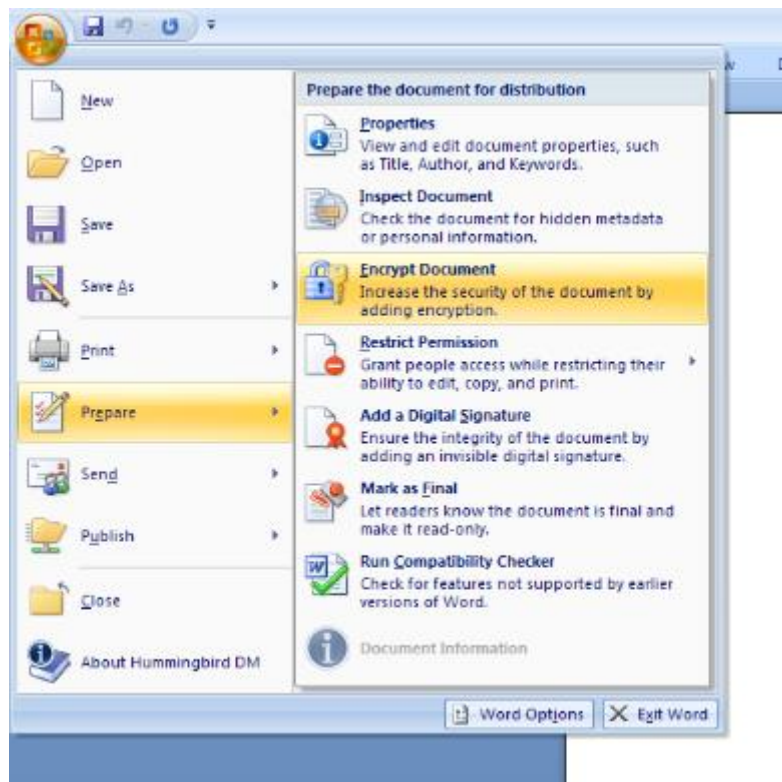 New
Open
Save
Save As
Print
Prepare
Send
Publish
Close
About Hummingbird DM
Prepare the document for distribution
Properties
View and edit document properties, such
as Title, Author, and Keywords.
Inspect Document
Check the document for hidden metadata
or personal information.
Encrypt Document
Increase the security of the document by
adding encryption.
Restrict Permission
Grant people access while restricting their
ability to edit, copy, and print.
Add a Digital Signature
Ensure the integrity of the document by
adding an invisible digital signature.
Mark as Final
Let readers know the document is final and
make it read-only.
Run Compatibility Checker
Check for features not supported by earlier
versions of Word.
Document Information
Word Options
Exit Word